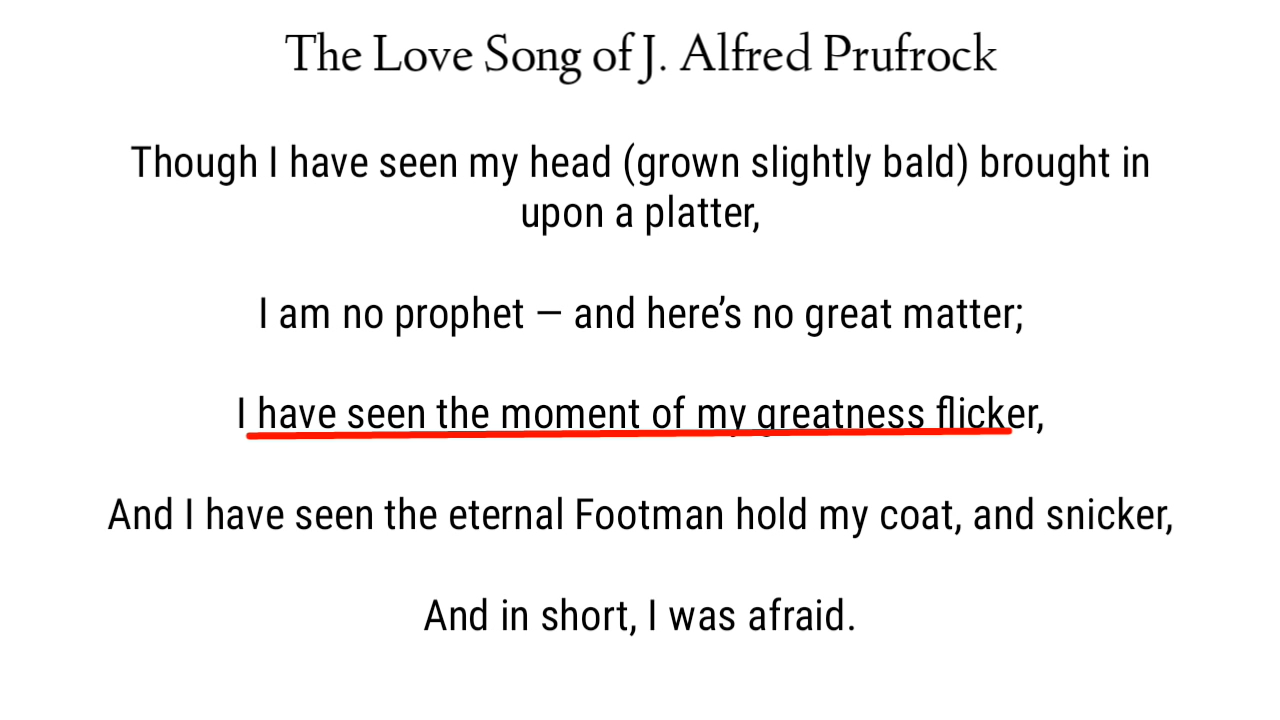 The Love Song of J. Alfred Prufrock
Though I have seen my head (grown slightly bald) brought in
upon a platter,
I am no prophet — and here’s no great matter;
I have seen the moment of my greatness flicker,
And I have seen the eternal Footman hold my coat, and snicker,
And in short, I was afraid.